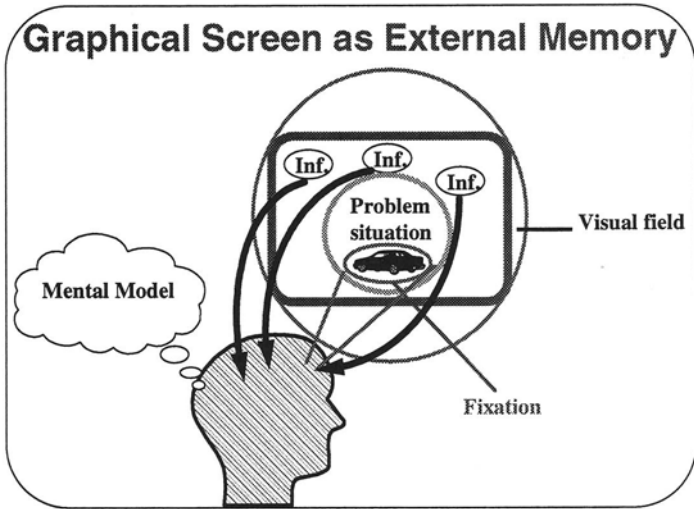 Graphical Screen as External Memory
Inf.
Inf.
Inf.
Problem
situation
Visual field
Mental Model
Fixation